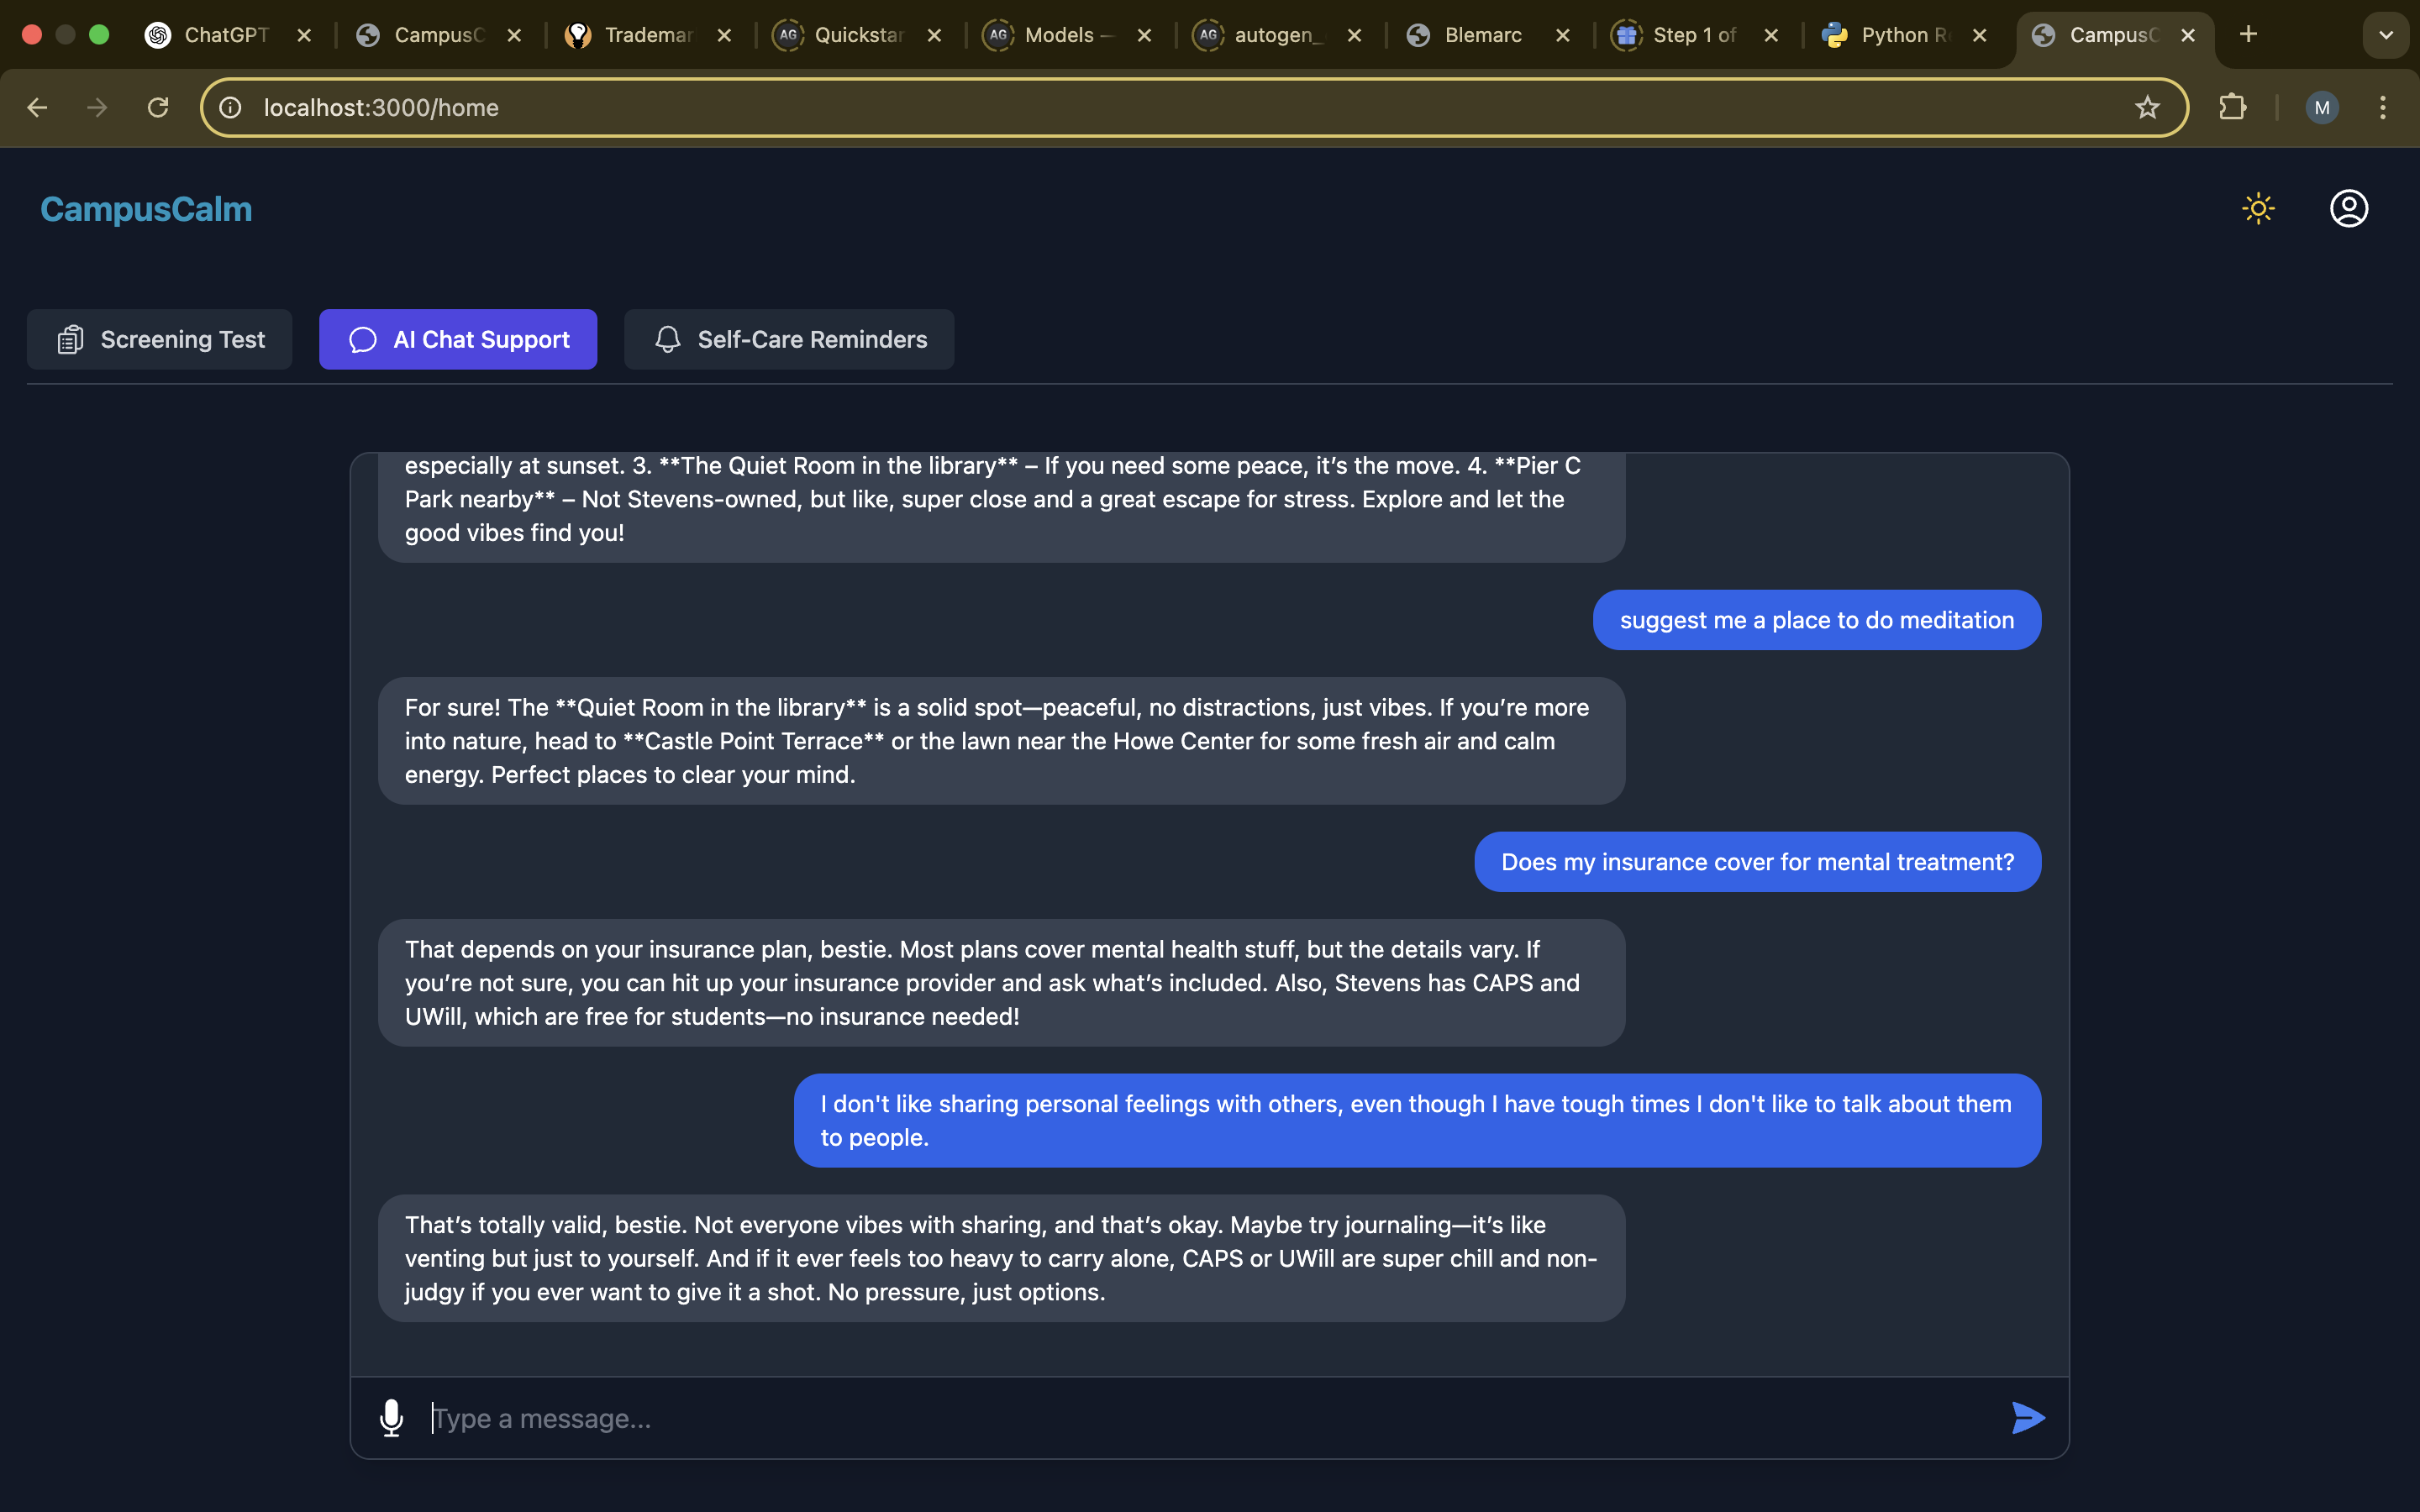 ChatGPT
CampusC
Trademar
AG
Quickstar
AG
Models —
AG
autogen_
Blemarc
Step 1 of
Python R
CampusC
localhost:3000/home
M
CampusCalm
Screening Test
AI Chat Support
Self-Care Reminders
especially at sunset. 3. **The Quiet Room in the library** – If you need some peace, it’s the move. 4. **Pier C
Park nearby** – Not Stevens-owned, but like, super close and a great escape for stress. Explore and let the
good vibes find you!
suggest me a place to do meditation
For sure! The **Quiet Room in the library** is a solid spot—peaceful, no distractions, just vibes. If you’re more
into nature, head to **Castle Point Terrace** or the lawn near the Howe Center for some fresh air and calm
energy. Perfect places to clear your mind.
Does my insurance cover for mental treatment?
That depends on your insurance plan, bestie. Most plans cover mental health stuff, but the details vary. If
you’re not sure, you can hit up your insurance provider and ask what’s included. Also, Stevens has CAPS and
UWill, which are free for students—no insurance needed!
I don't like sharing personal feelings with others, even though I have tough times I don't like to talk about them
to people.
That’s totally valid, bestie. Not everyone vibes with sharing, and that’s okay. Maybe try journaling—it’s like
venting but just to yourself. And if it ever feels too heavy to carry alone, CAPS or UWill are super chill and non-
judgy if you ever want to give it a shot. No pressure, just options.
Type a message...